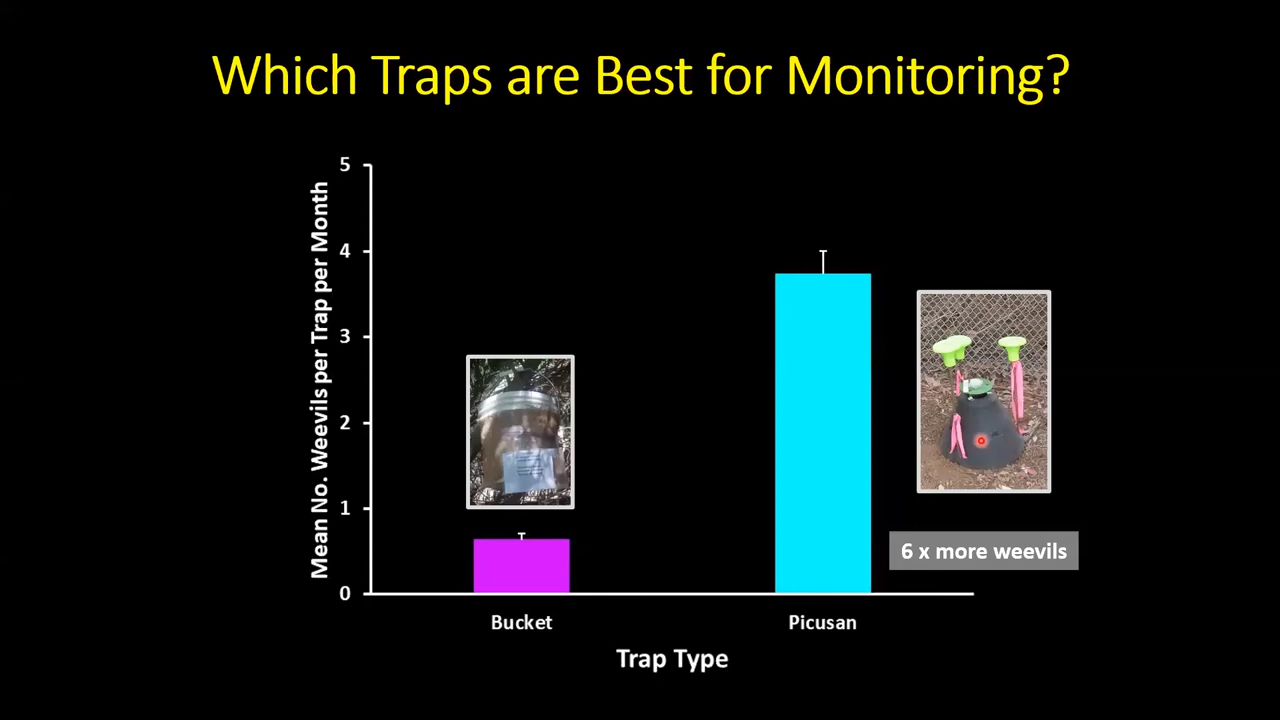 Which Traps are Best for Monitoring?
Mean No. Weevils per Trap per Month
5
4
3
2
1
0
6 x more weevils
Bucket
Picusan
Trap Type